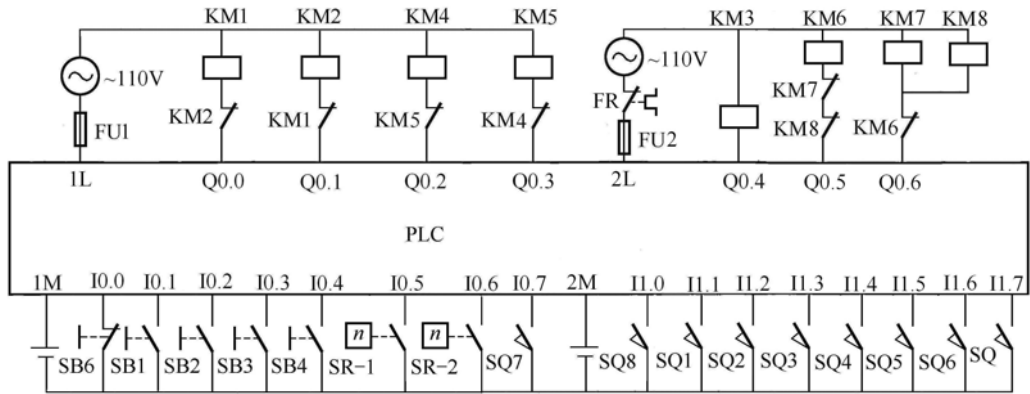 KM1 KM2 KM4 KM5 KM3 KM6 KM7 KM8
~110V ~110V
FR KM7
KM2 KM1 KM5 KM4 KM8 KM6
FU1 FU2
1L Q0.0 Q0.1 Q0.2 Q0.3 2L Q0.4 Q0.5 Q0.6
PLC
1M I0.0 I0.1 I0.2 I0.3 I0.4 I0.5 I0.6 I0.7 2M I1.0 I1.1 I1.2 I1.3 I1.4 I1.5 I1.6 I1.7
n n
SB6 SB1 SB2 SB3 SB4 SR-1 SR-2 SQ7 SQ8 SQ1 SQ2 SQ3 SQ4 SQ5 SQ6 SQ